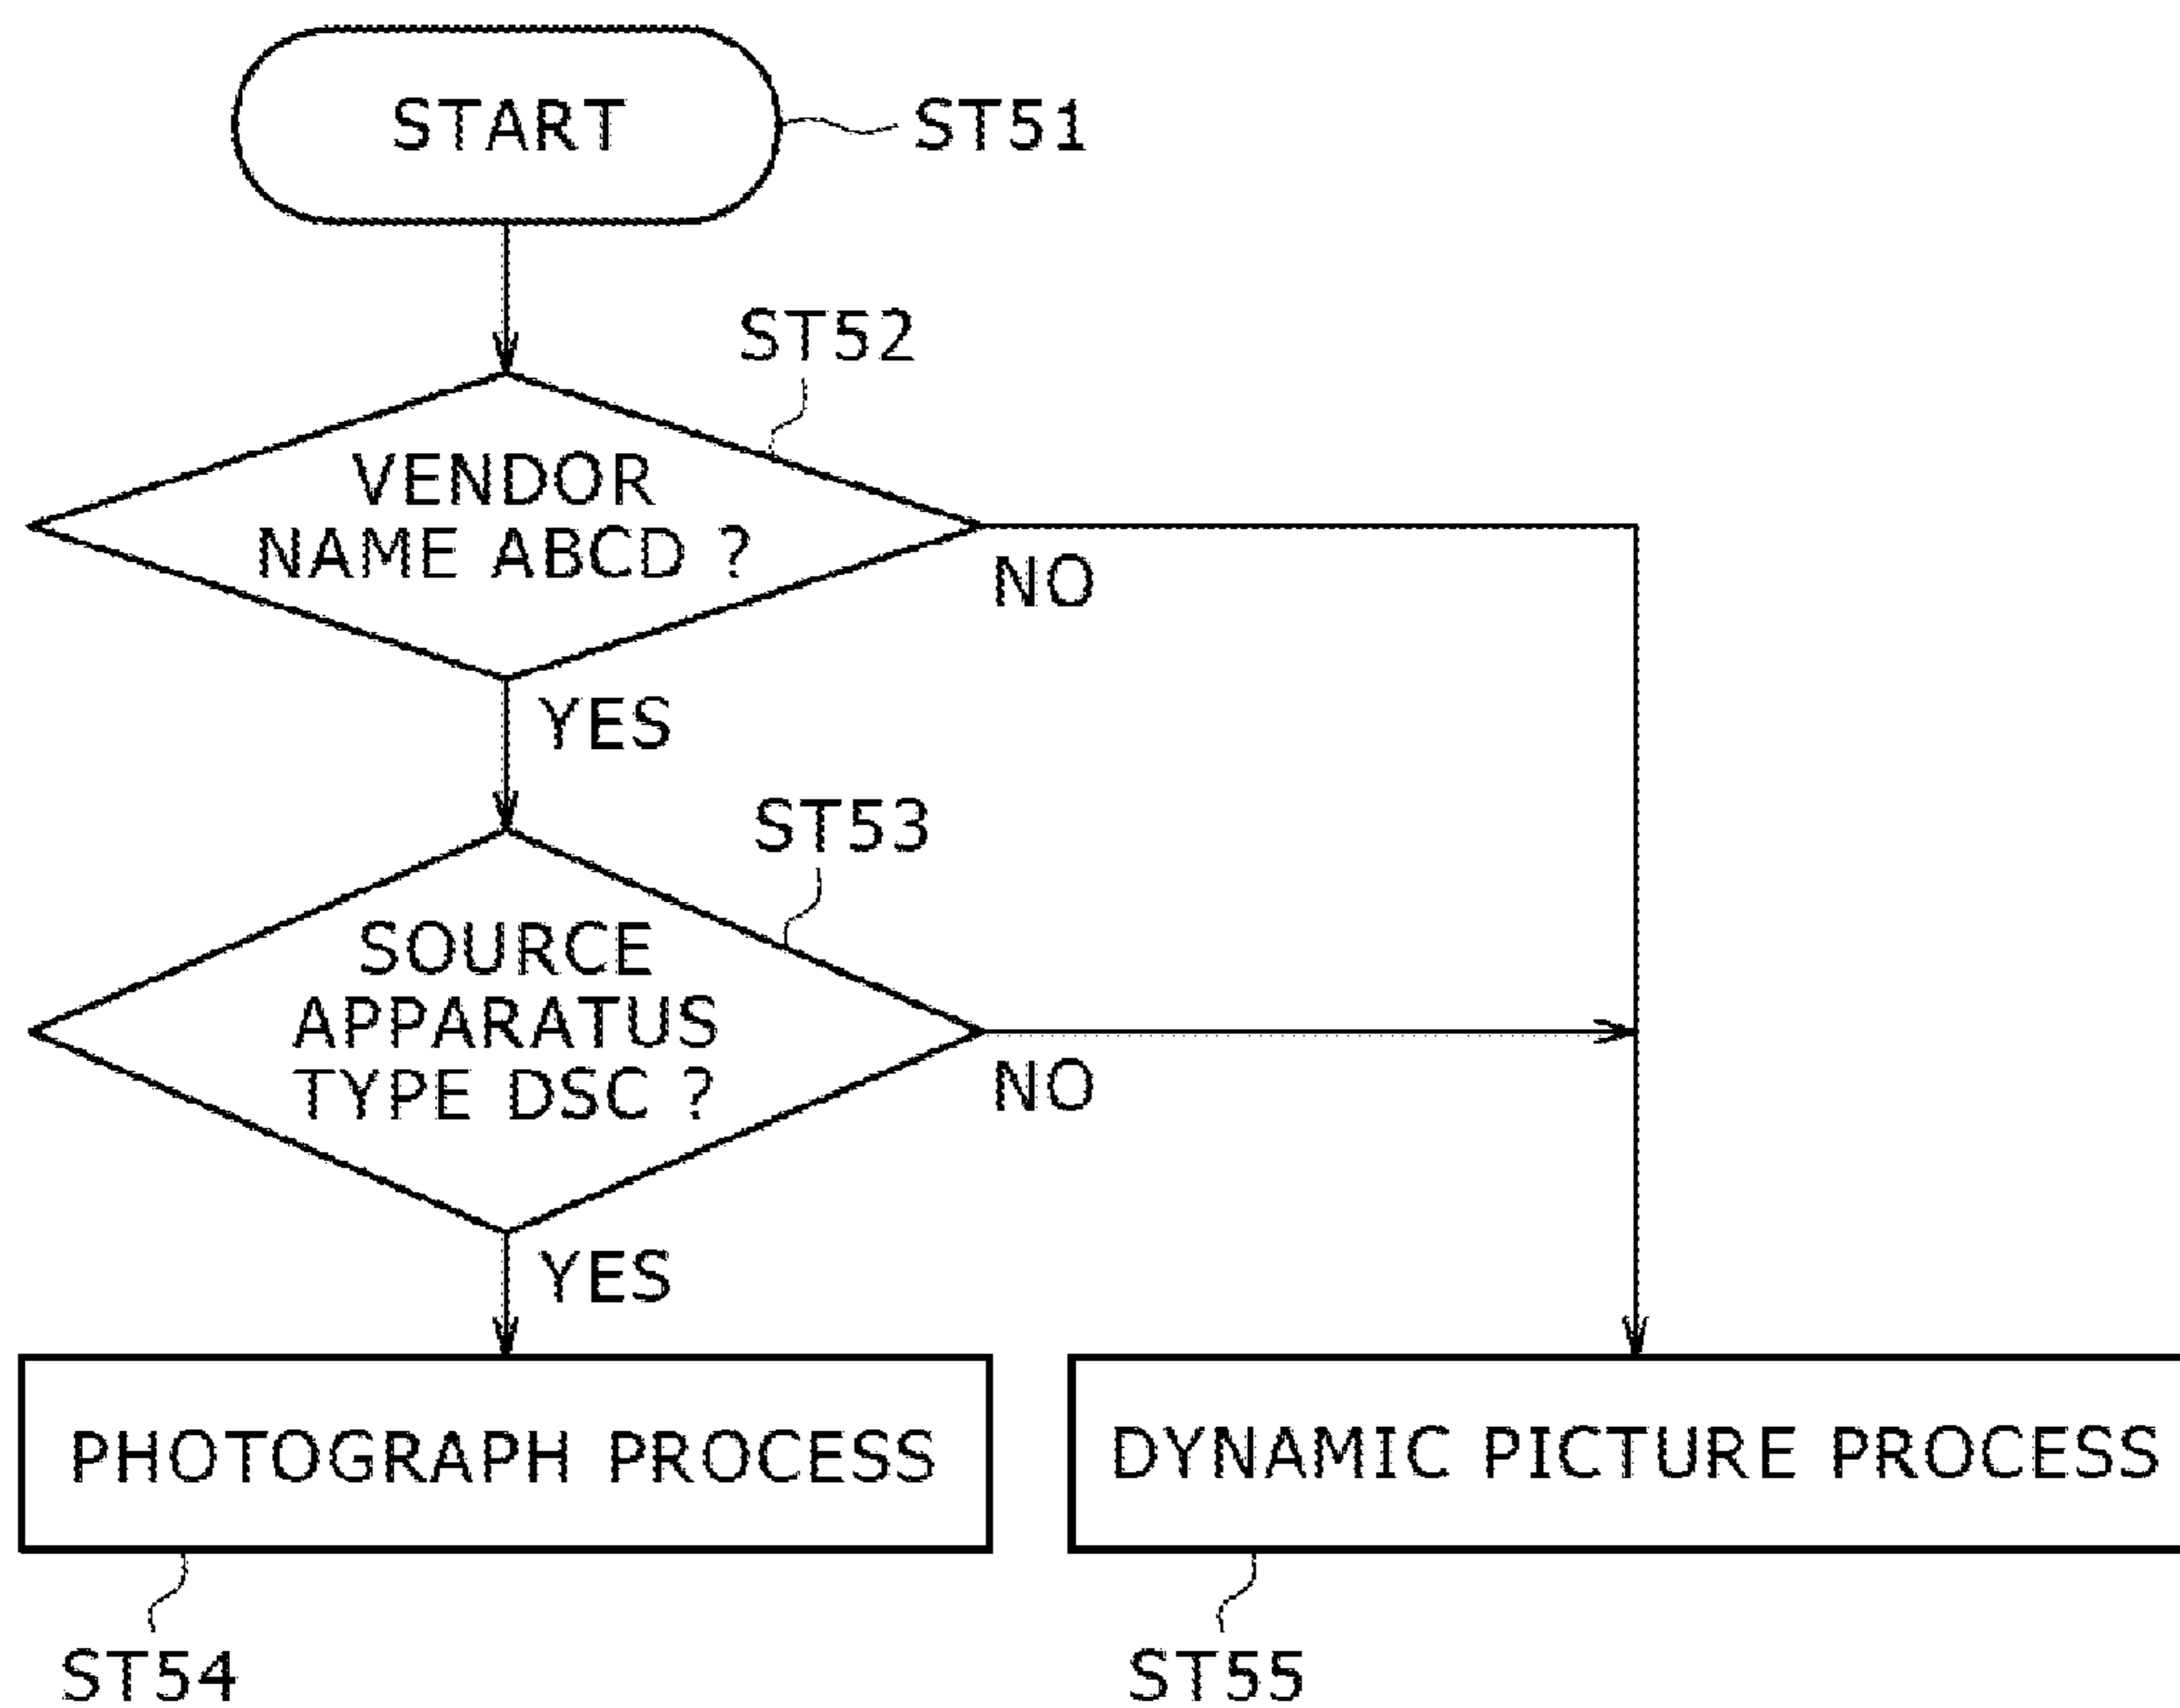 START
ST51
ST52
VENDOR
NAME ABCD ?
NO
YES
ST53
SOURCE
APPARATUS
TYPE DSC ?
NO
YES
PHOTOGRAPH PROCESS
DYNAMIC PICTURE PROCESS
ST54
ST55